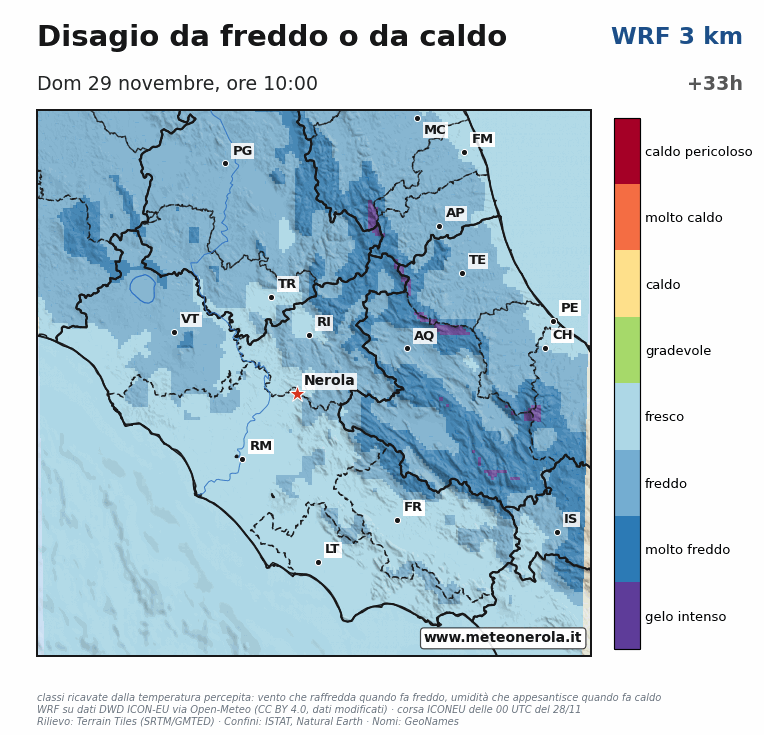 Disagio da freddo o da caldo
WRF 3 km
Dom 29 novembre, ore 10:00
+33h
MC
FM
PG
AP
TE
TR
PE
VT
RI
AQ
CH
Nerola
RM
FR
IS
LT
www.meteonerola.it
caldo pericoloso
molto caldo
caldo
gradevole
fresco
freddo
molto freddo
gelo intenso
classi ricavate dalla temperatura percepita: vento che raffredda quando fa freddo, umidità che appesantisce quando fa caldo
WRF su dati DWD ICON-EU via Open-Meteo (CC BY 4.0, dati modificati) · corsa ICONEU delle 00 UTC del 28/11
Rilievo: Terrain Tiles (SRTM/GMTED) · Confini: ISTAT, Natural Earth · Nomi: GeoNames